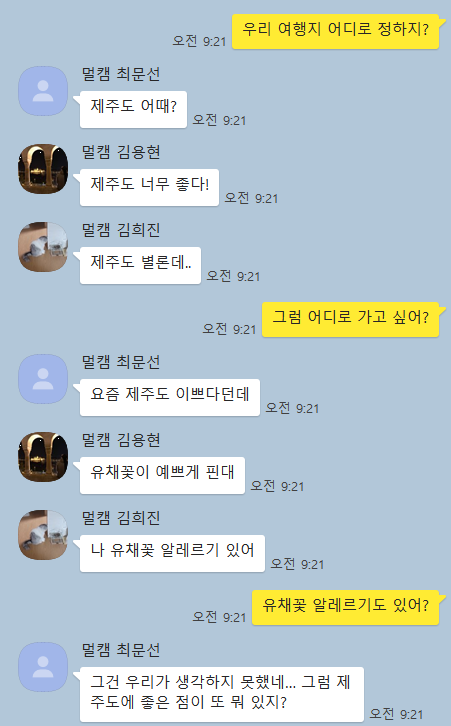 우리 여행지 어디로 정하지?
오전 9:21
멀캠 최문선
제주도 어때?
오전 9:21
멀캠 김용현
제주도 너무 좋다!
오전 9:21
멀캠 김희진
제주도 별론데..
오전 9:21
그럼 어디로 가고 싶어?
오전 9:21
멀캠 최문선
요즘 제주도 이쁘다던데
오전 9:21
멀캠 김용현
유채꽃이 예쁘게 핀대
오전 9:21
멀캠 김희진
나 유채꽃 알레르기 있어
오전 9:21
유채꽃 알레르기도 있어?
오전 9:21
멀캠 최문선
그건 우리가 생각하지 못했네... 그럼 제
주도에 좋은 점이 또 뭐 있지?
오전 9:21